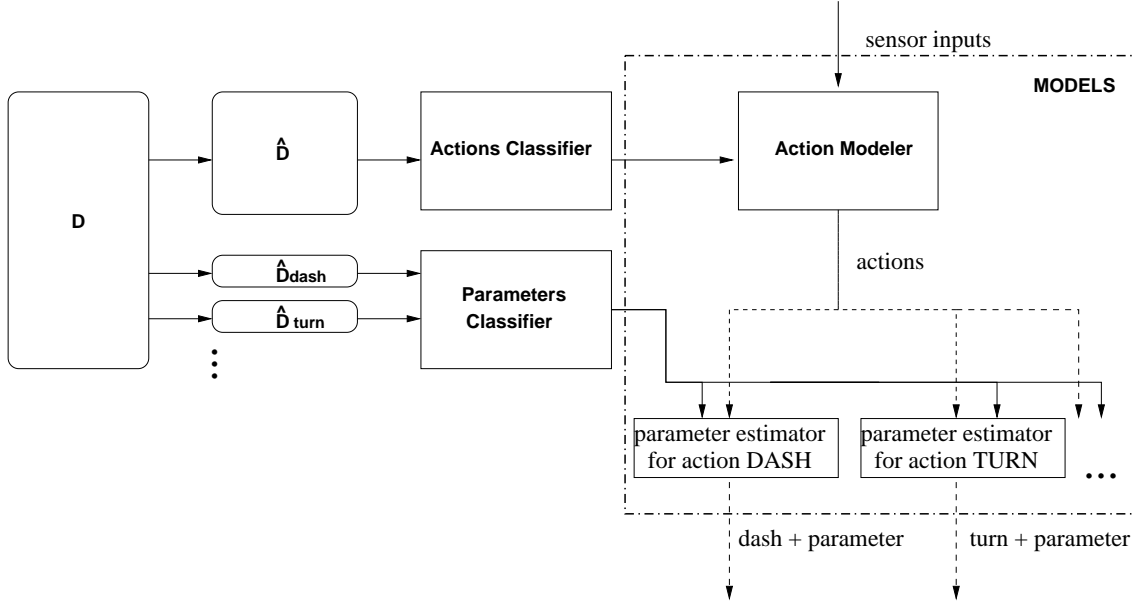 sensor inputs
MODELS
D
D̂
Actions Classifier
Action Modeler
actions
D̂dash
D̂ turn
Parameters
Classifier
parameter estimator
for action DASH
parameter estimator
for action TURN
dash + parameter
turn + parameter